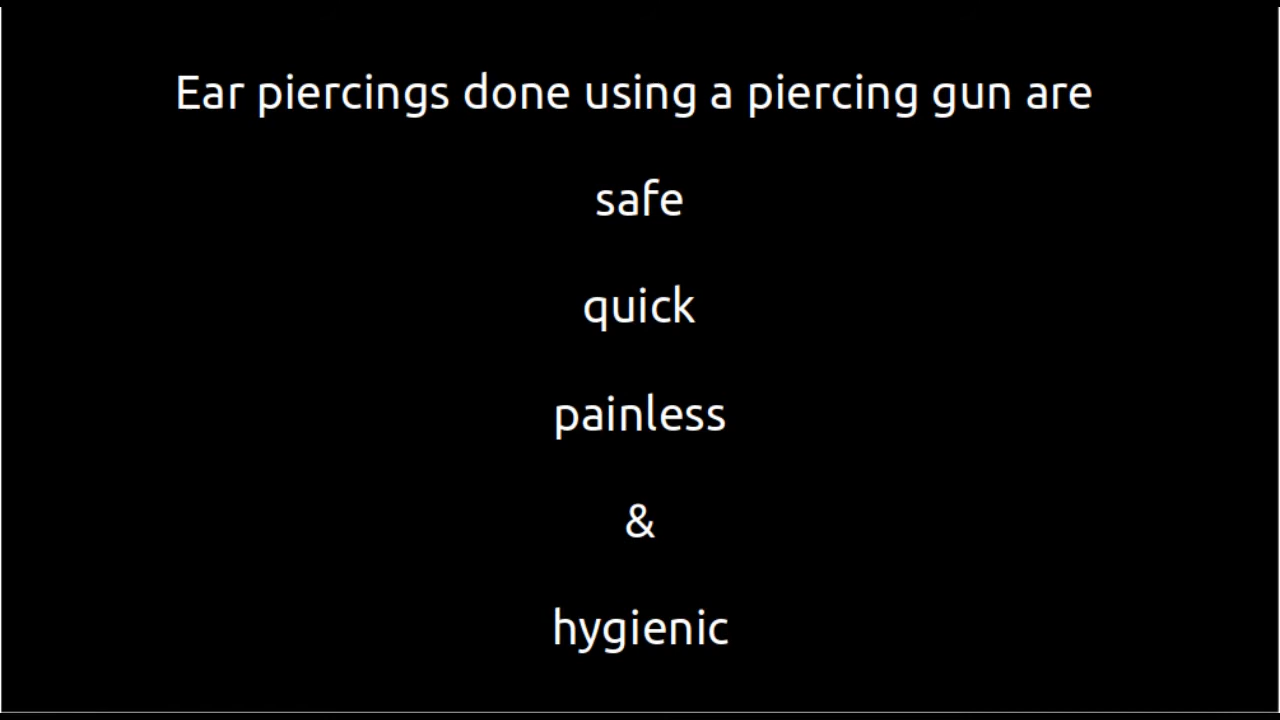 Ear piercings done using a piercing gun are
safe
quick
painless
&
hygienic